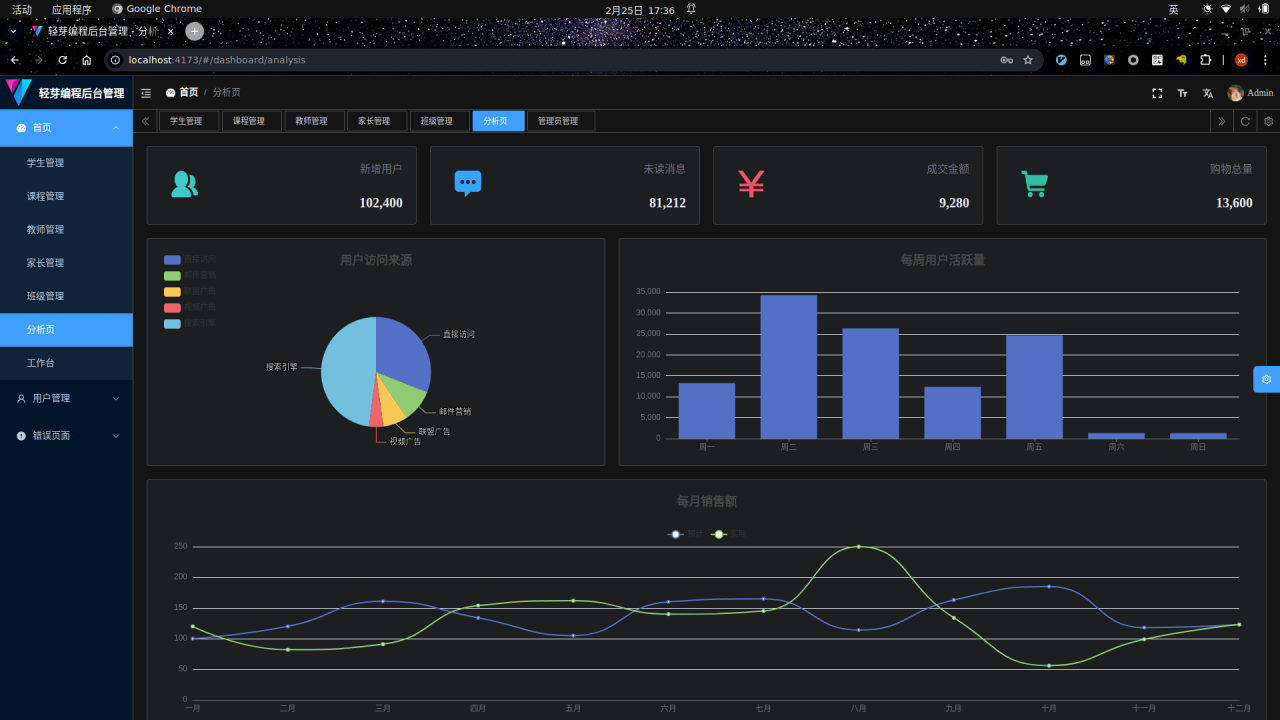 活动 应用程序 Google Chrome 2月25日 17:36 英
轻芽编程后台管理 - 分析
localhost:4173/#/dashboard/analysis xd
轻芽编程后台管理 首页 / 分析页 Admin
首页 学生管理 课程管理 教师管理 家长管理 班级管理 分析页 管理员管理
学生管理
课程管理
教师管理
家长管理
班级管理
分析页
工作台
用户管理
错误页面
新增用户
102,400
未读消息
81,212
成交金额
9,280
购物总量
13,600
用户访问来源
直接访问
邮件营销
联盟广告
视频广告
搜索引擎
直接访问
搜索引擎
邮件营销
联盟广告
视频广告
每周用户活跃量
35,000
30,000
25,000
20,000
15,000
10,000
5,000
0
周一 周二 周三 周四 周五 周六 周日
每月销售额
预计 实际
250
200
150
100
50
0
一月 二月 三月 四月 五月 六月 七月 八月 九月 十月 十一月 十二月